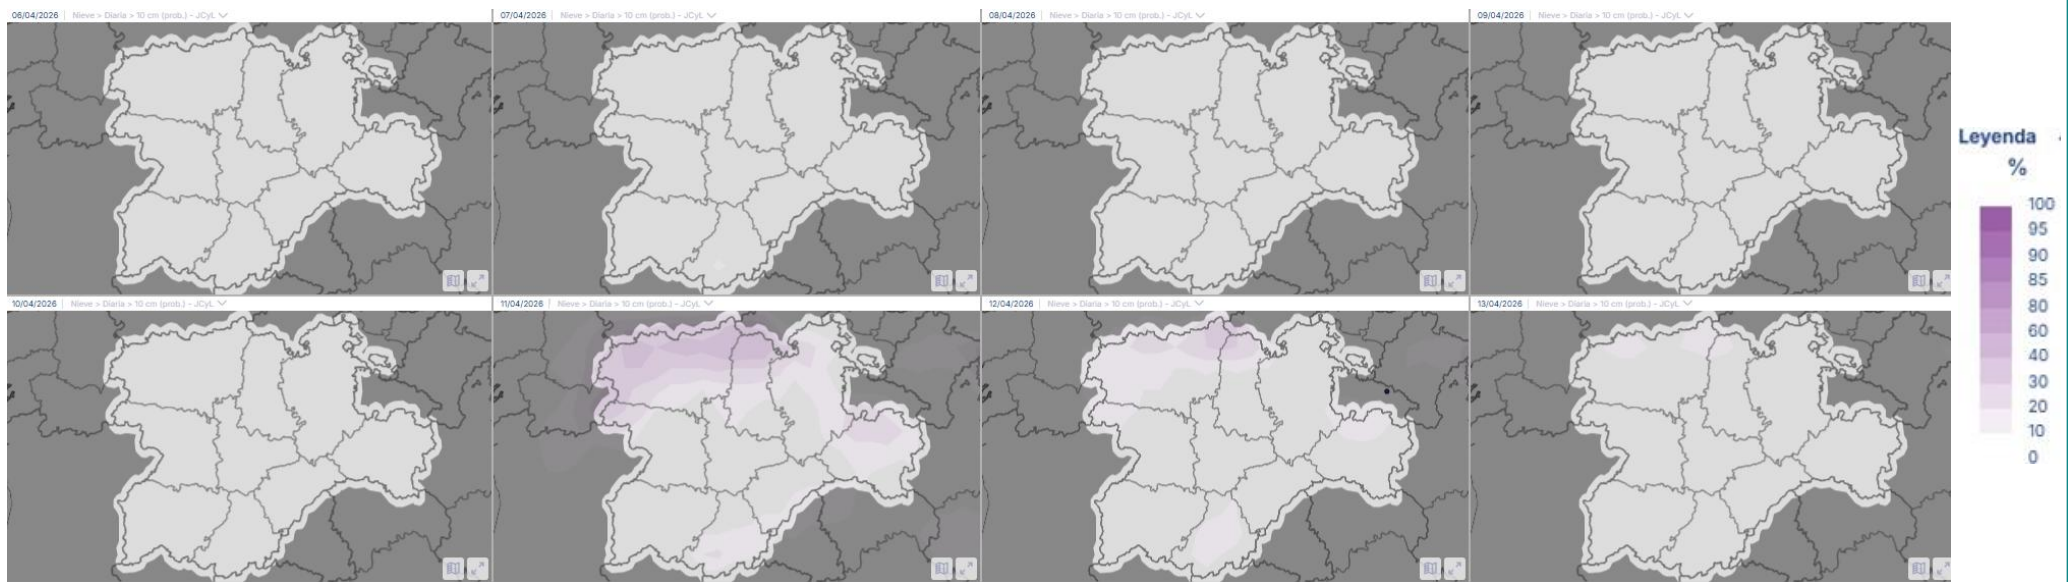 06/04/2026 Nieve > Diaria > 10 cm (prob.) - JCyL
07/04/2026 Nieve > Diaria > 10 cm (prob.) - JCyL
08/04/2026 Nieve > Diaria > 10 cm (prob.) - JCyL
09/04/2026 Nieve > Diaria > 10 cm (prob.) - JCyL
Leyenda
%
100
95
90
85
80
60
40
30
20
10
0
10/04/2026 Nieve > Diaria > 10 cm (prob.) - JCyL
11/04/2026 Nieve > Diaria > 10 cm (prob.) - JCyL
12/04/2026 Nieve > Diaria > 10 cm (prob.) - JCyL
13/04/2026 Nieve > Diaria > 10 cm (prob.) - JCyL